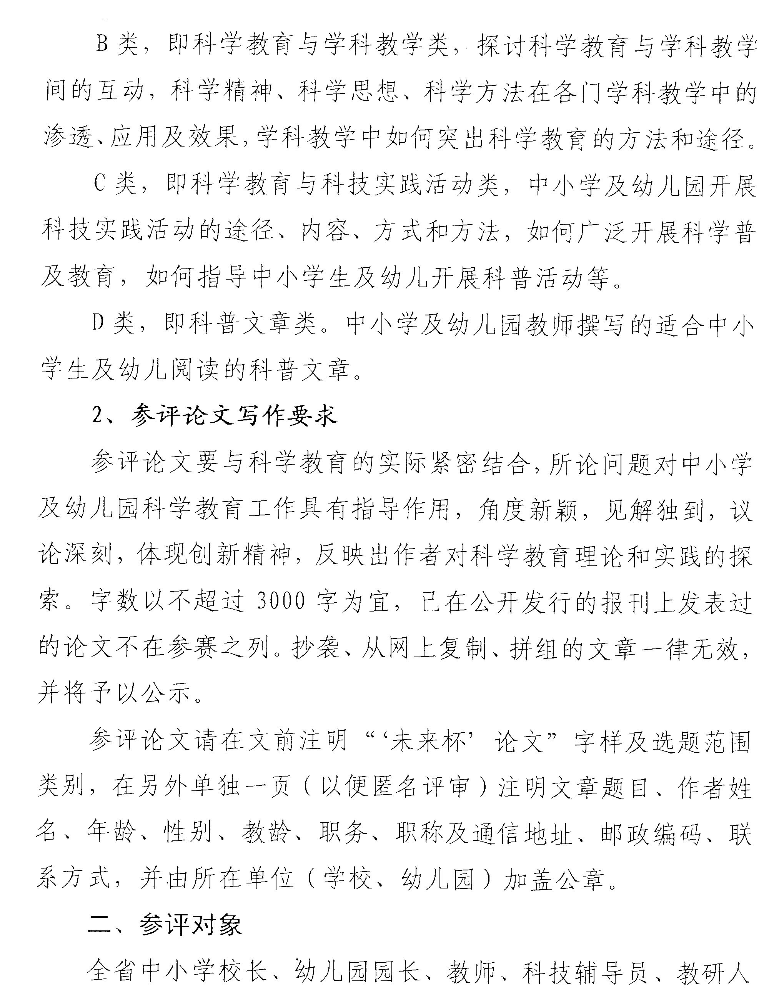 B 类，即科学教育与学科教学类，探讨科学教育与学科教学
间的互动，科学精神、科学思想、科学方法在各门学科教学中的
渗透、应用及效果，学科教学中如何突出科学教育的方法和途径。
C 类，即科学教育与科技实践活动类，中小学及幼儿园开展
科技实践活动的途径、内容、方式和方法，如何广泛开展科学普
及教育，如何指导中小学生及幼儿开展科普活动等。
D 类，即科普文章类。中小学及幼儿园教师撰写的适合中小
学生及幼儿阅读的科普文章。
2、参评论文写作要求
参评论文要与科学教育的实际紧密结合，所论问题对中小学
及幼儿园科学教育工作具有指导作用，角度新颖，见解独到，议
论深刻，体现创新精神，反映出作者对科学教育理论和实践的探
索。字数以不超过 3000 字为宜，已在公开发行的报刊上发表过
的论文不在参赛之列。抄袭、从网上复制、拼组的文章一律无效，
并将予以公示。
参评论文请在文前注明“‘未来杯’论文”字样及选题范围
类别，在另外单独一页（以便匿名评审）注明文章题目、作者姓
名、年龄、性别、教龄、职务、职称及通信地址、邮政编码、联
系方式，并由所在单位（学校、幼儿园）加盖公章。
二、参评对象
全省中小学校长、幼儿园园长、教师、科技辅导员、教研人